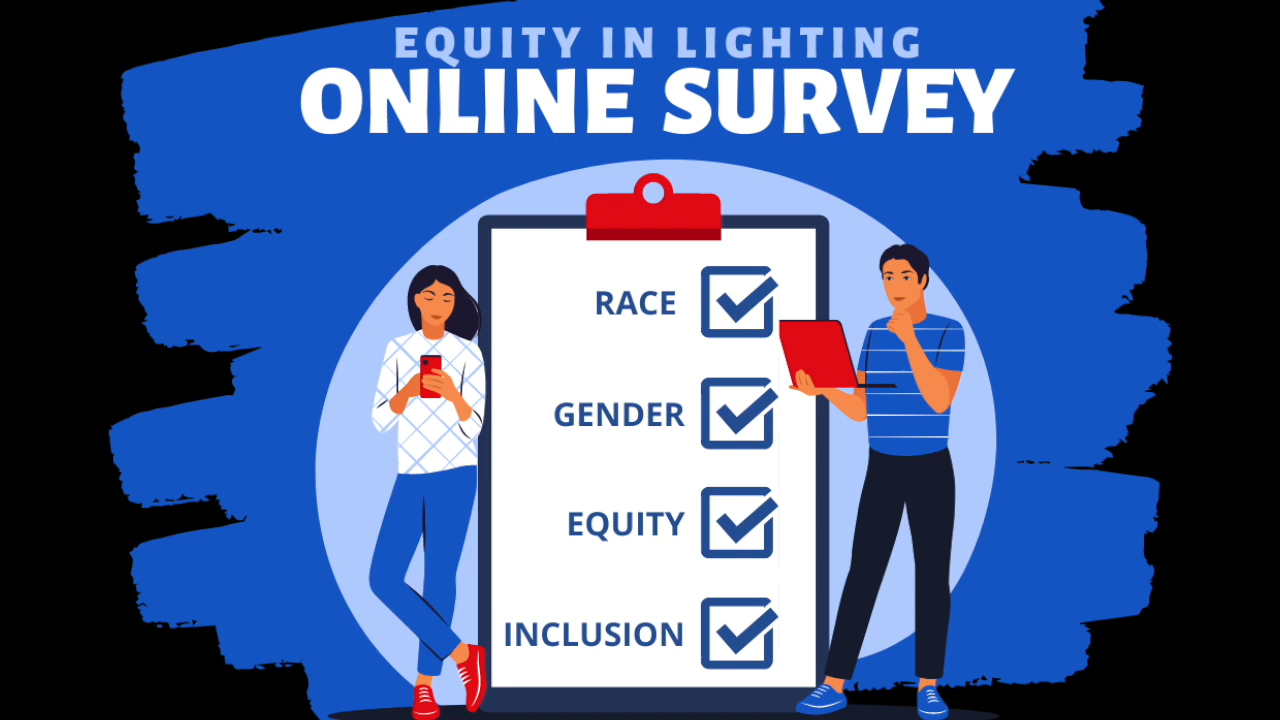 EQUITY IN LIGHTING
ONLINE SURVEY
RACE
GENDER
EQUITY
INCLUSION